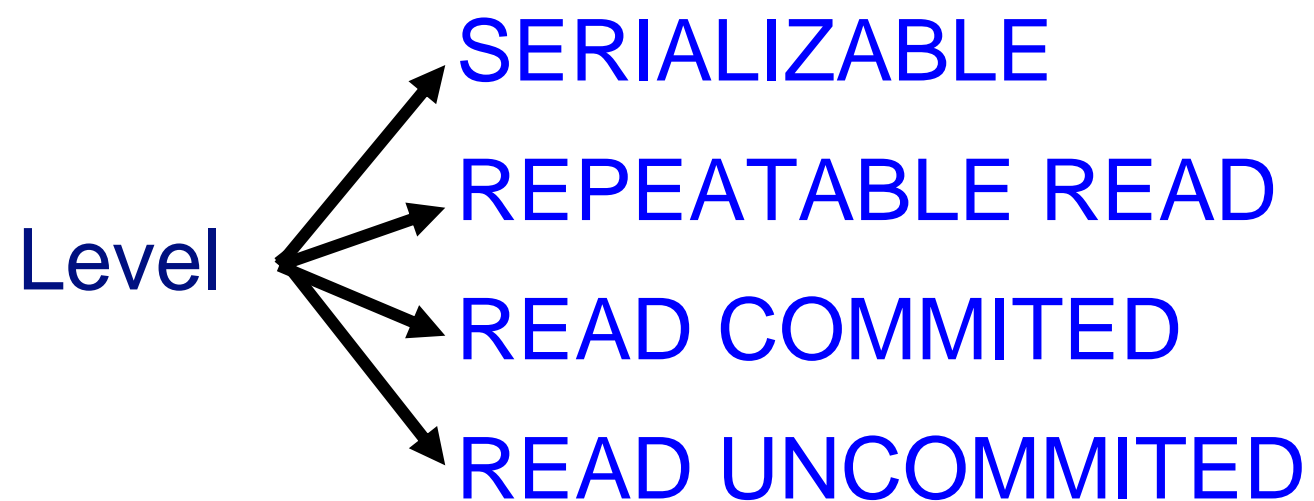 SERIALIZABLE
REPEATABLE READ
Level
READ COMMITED
READ UNCOMMITED